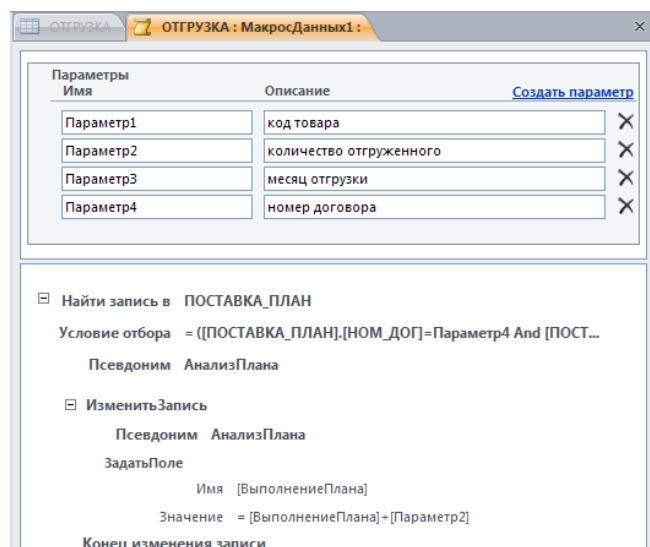 ОТГРУЗКА ОТГРУЗКА : МакросДанных1 :
Параметры
Имя Описание Создать параметр
Параметр1 код товара
Параметр2 количество отгруженного
Параметр3 месяц отгрузки
Параметр4 номер договора
Найти запись в ПОСТАВКА_ПЛАН
Условие отбора = ([ПОСТАВКА_ПЛАН].[НОМ_ДОГ]=Параметр4 And [ПОСТ...
Псевдоним АнализПлана
ИзменитьЗапись
Псевдоним АнализПлана
ЗадатьПоле
Имя [ВыполнениеПлана]
Значение = [ВыполнениеПлана]+[Параметр2]
Конец изменения записи